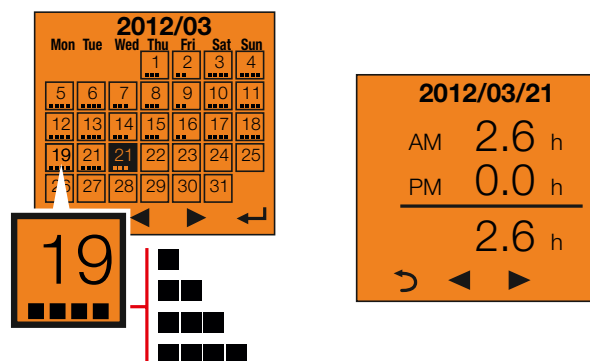 2012/03
Mon Tue Wed Thu Fri Sat Sun
1 2 3 4
5 6 7 8 9 10 11
12 13 14 15 16 17 18
19 21 21 22 23 24 25
26 27 28 29 30 31
19
2012/03/21
AM 2.6 h
PM 0.0 h
2.6 h